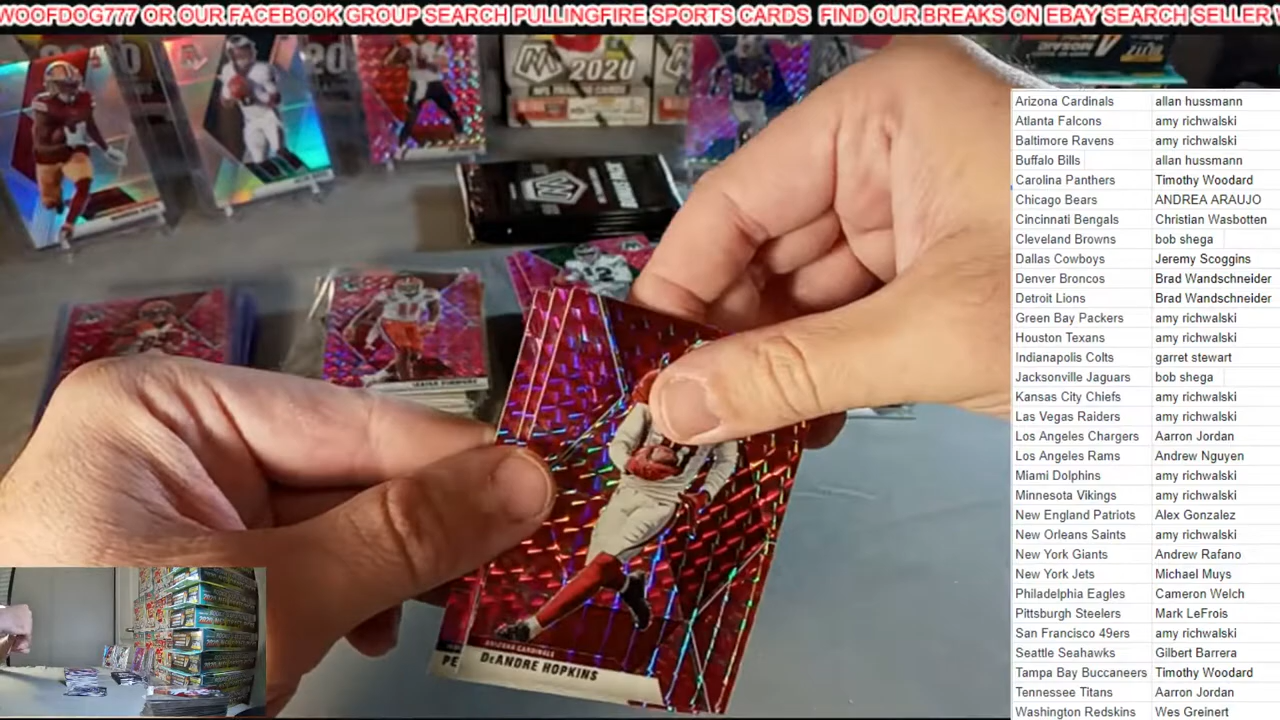 WOOFDOG777 OR OUR FACEBOOK GROUP SEARCH PULLINGFIRE SPORTS CARDS FIND OUR BREAKS ON EBAY SEARCH SELLER
2020
20
MOSAIC
Arizona Cardinals allan hussmann
Atlanta Falcons amy richwalski
Baltimore Ravens amy richwalski
Buffalo Bills allan hussmann
Carolina Panthers Timothy Woodard
Chicago Bears ANDREA ARAUJO
Cincinnati Bengals Christian Wasbotten
Cleveland Browns bob shega
Dallas Cowboys Jeremy Scoggins
Denver Broncos Brad Wandschneider
Detroit Lions Brad Wandschneider
Green Bay Packers amy richwalski
Houston Texans amy richwalski
Indianapolis Colts garret stewart
Jacksonville Jaguars bob shega
Kansas City Chiefs amy richwalski
Las Vegas Raiders amy richwalski
Los Angeles Chargers Aarron Jordan
Los Angeles Rams Andrew Nguyen
Miami Dolphins amy richwalski
Minnesota Vikings amy richwalski
New England Patriots Alex Gonzalez
New Orleans Saints amy richwalski
New York Giants Andrew Rafano
New York Jets Michael Muys
Philadelphia Eagles Cameron Welch
Pittsburgh Steelers Mark LeFrois
San Francisco 49ers amy richwalski
Seattle Seahawks Gilbert Barrera
Tampa Bay Buccaneers Timothy Woodard
Tennessee Titans Aarron Jordan
Washington Redskins Wes Greinert
ISAIAH SIMMONS
ARIZONA CARDINALS
PE
DeANDRE HOPKINS